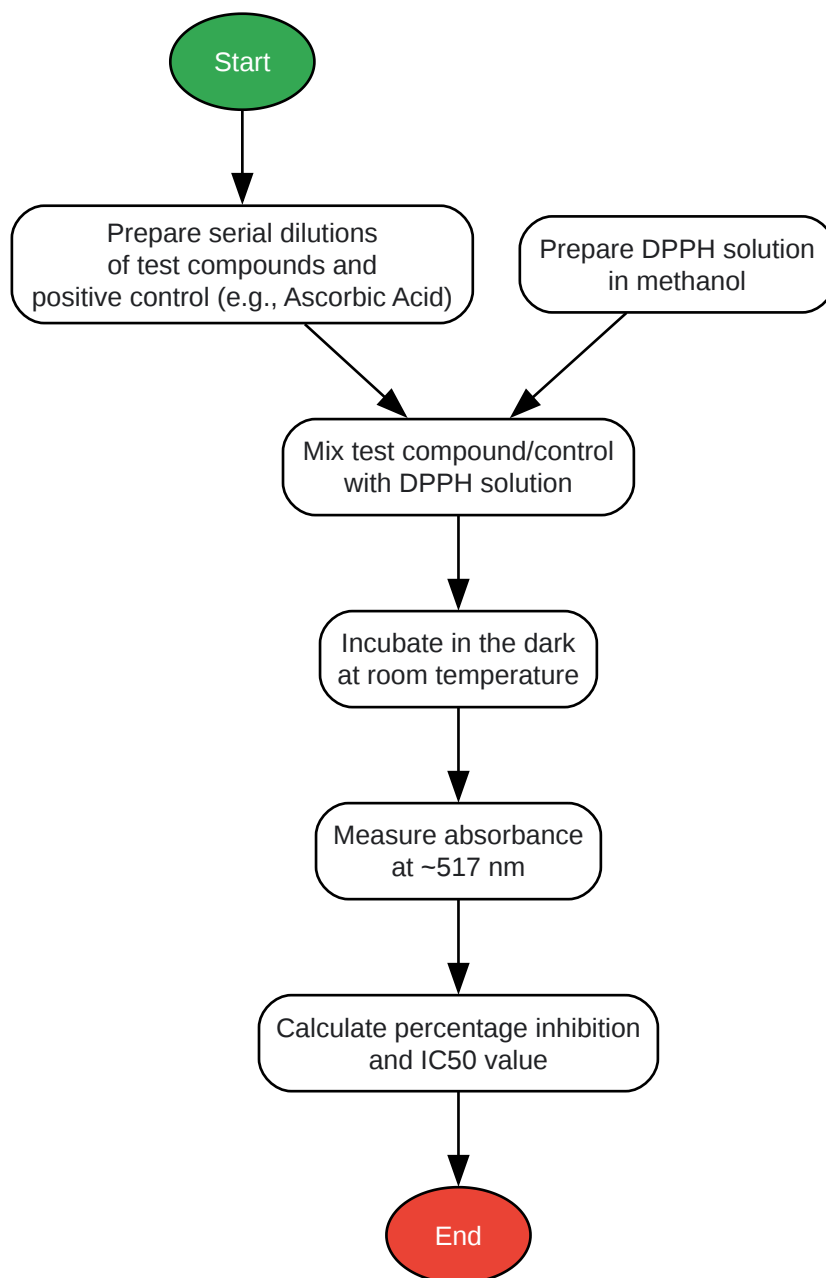 Start
Prepare serial dilutions
of test compounds and
positive control (e.g., Ascorbic Acid)
Prepare DPPH solution
in methanol
Mix test compound/control
with DPPH solution
Incubate in the dark
at room temperature
Measure absorbance
at ~517 nm
Calculate percentage inhibition
and IC50 value
End